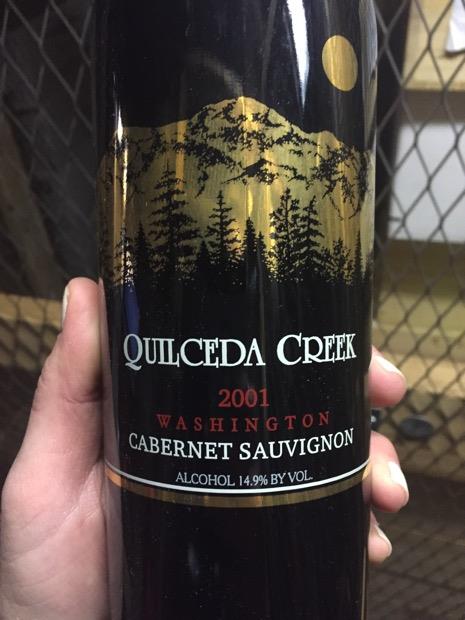 QUILCEDA CREEK
2001
WASHINGTON
CABERNET SAUVIGNON
ALCOHOL 14.9% BY VOL.